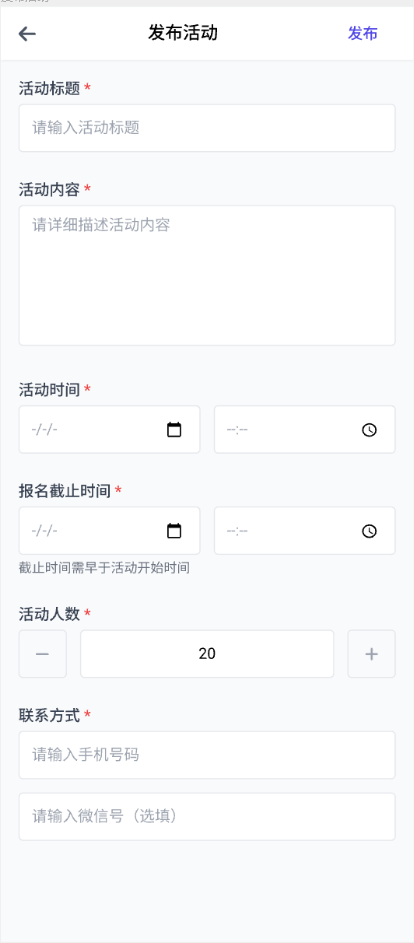 发布活动
发布
活动标题 *
请输入活动标题
活动内容 *
请详细描述活动内容
活动时间 *
-/-/- --:--
报名截止时间 *
-/-/- --:--
截止时间需早于活动开始时间
活动人数 *
− 20 +
联系方式 *
请输入手机号码
请输入微信号（选填）